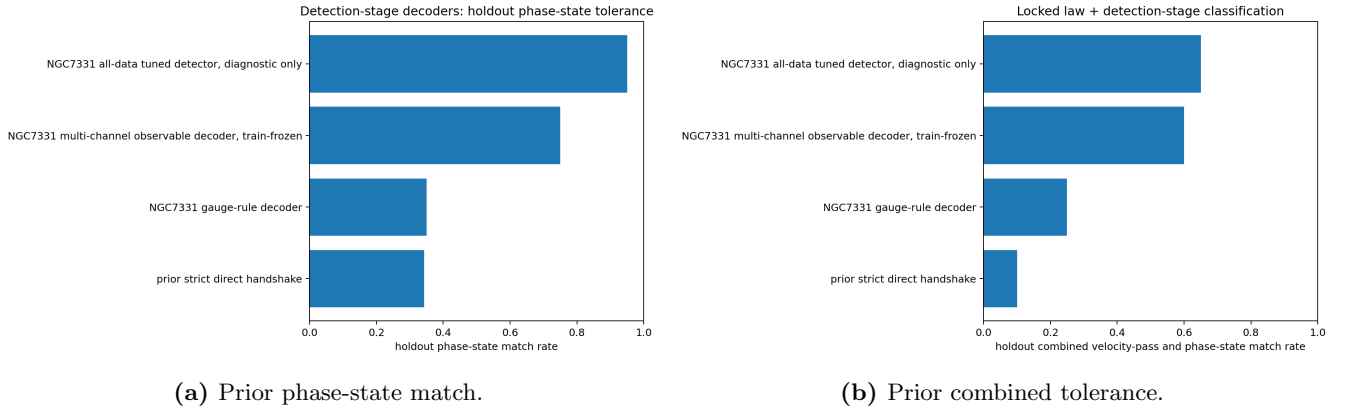 Detection-stage decoders: holdout phase-state tolerance
NGC7331 all-data tuned detector, diagnostic only
NGC7331 multi-channel observable decoder, train-frozen
NGC7331 gauge-rule decoder
prior strict direct handshake
0.0 0.2 0.4 0.6 0.8 1.0
holdout phase-state match rate
(a) Prior phase-state match.
Locked law + detection-stage classification
NGC7331 all-data tuned detector, diagnostic only
NGC7331 multi-channel observable decoder, train-frozen
NGC7331 gauge-rule decoder
prior strict direct handshake
0.0 0.2 0.4 0.6 0.8 1.0
holdout combined velocity-pass and phase-state match rate
(b) Prior combined tolerance.